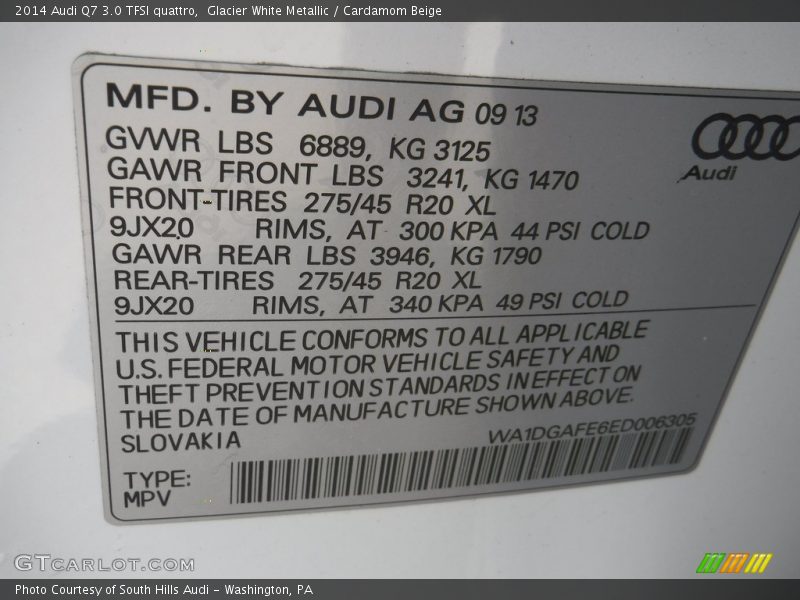 2014 Audi Q7 3.0 TFSI quattro,  Glacier White Metallic / Cardamom Beige
MFD. BY AUDI AG 09 13
GVWR LBS 6889, KG 3125
GAWR FRONT LBS 3241, KG 1470
FRONT-TIRES 275/45 R20 XL
9JX20 RIMS, AT 300 KPA 44 PSI COLD
GAWR REAR LBS 3946, KG 1790
REAR-TIRES 275/45 R20 XL
9JX20 RIMS, AT 340 KPA 49 PSI COLD
Audi
THIS VEHICLE CONFORMS TO ALL APPLICABLE
U.S. FEDERAL MOTOR VEHICLE SAFETY AND
THEFT PREVENTION STANDARDS IN EFFECT ON
THE DATE OF MANUFACTURE SHOWN ABOVE.
SLOVAKIA
WA1DGAFE6ED006305
TYPE:
MPV
GTCARLOT.COM
Photo Courtesy of South Hills Audi - Washington, PA